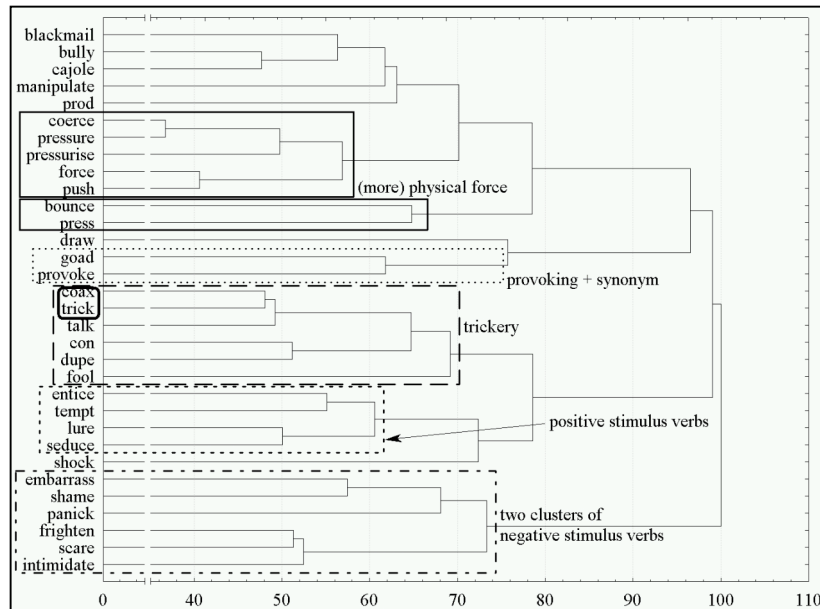 blackmail
bully
cajole
manipulate
prod
coerce
pressure
pressurise
force
push
(more) physical force
bounce
press
draw
goad
provoke
provoking + synonym
coax
trick
talk
trickery
con
dupe
fool
entice
tempt
lure
positive stimulus verbs
seduce
shock
embarrass
shame
panick
two clusters of
frighten
negative stimulus verbs
scare
intimidate
0 40 50 60 70 80 90 100 110